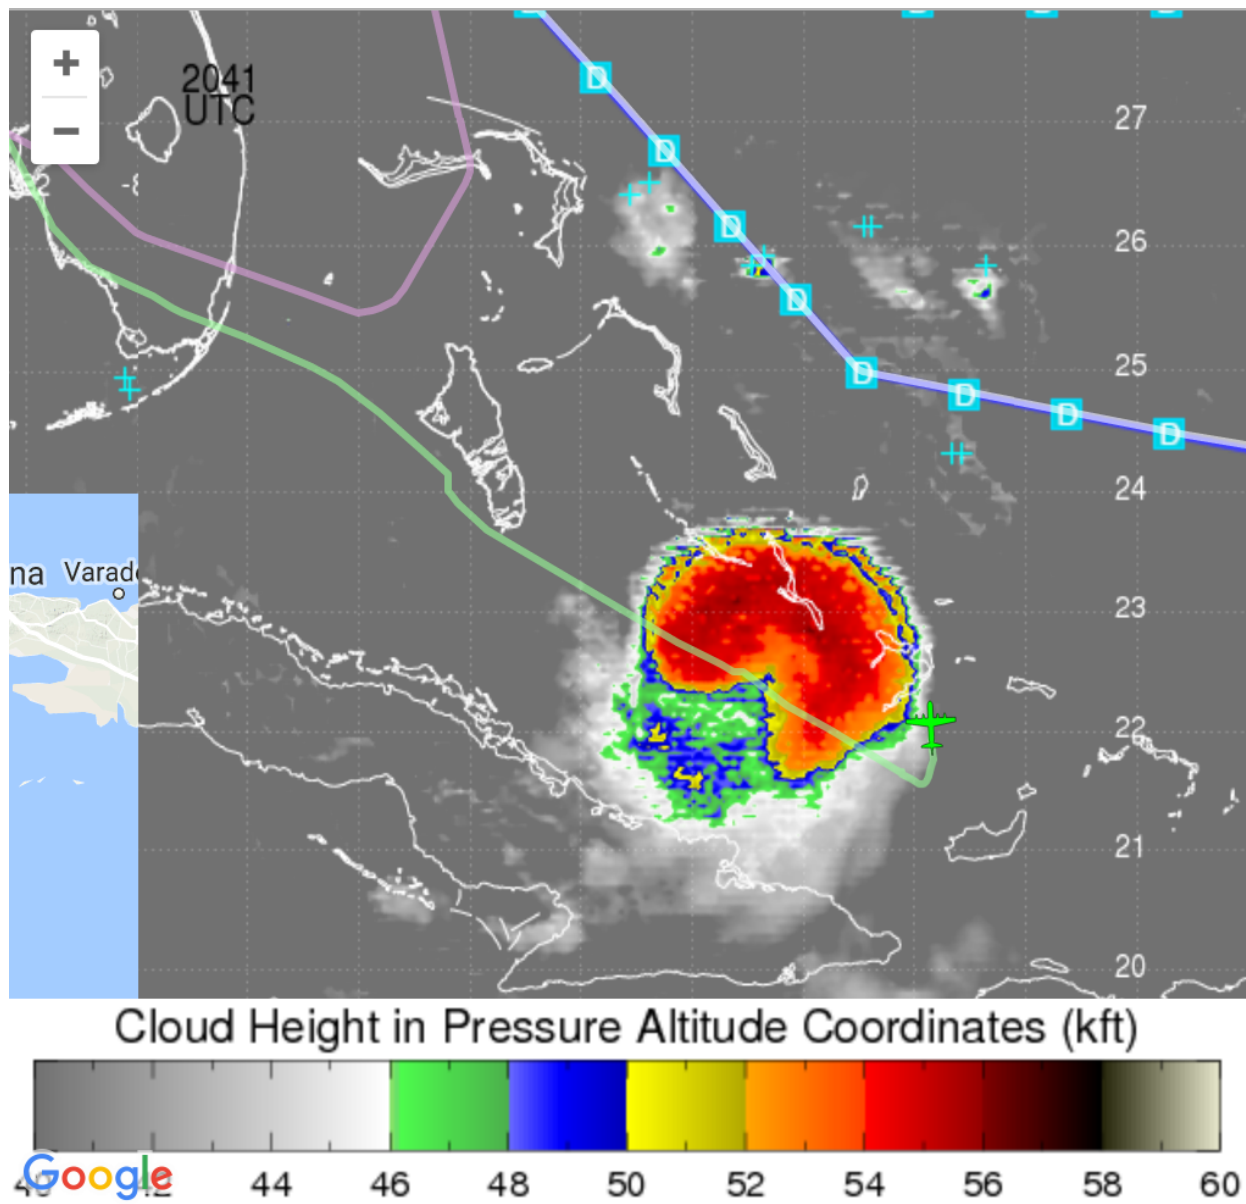 +
−
2041
UTC
D
D
D
D
D
D
D
D
27
26
25
24
23
22
21
20
na Varad
Cloud Height in Pressure Altitude Coordinates (kft)
44 46 48 50 52 54 56 58 60
Google